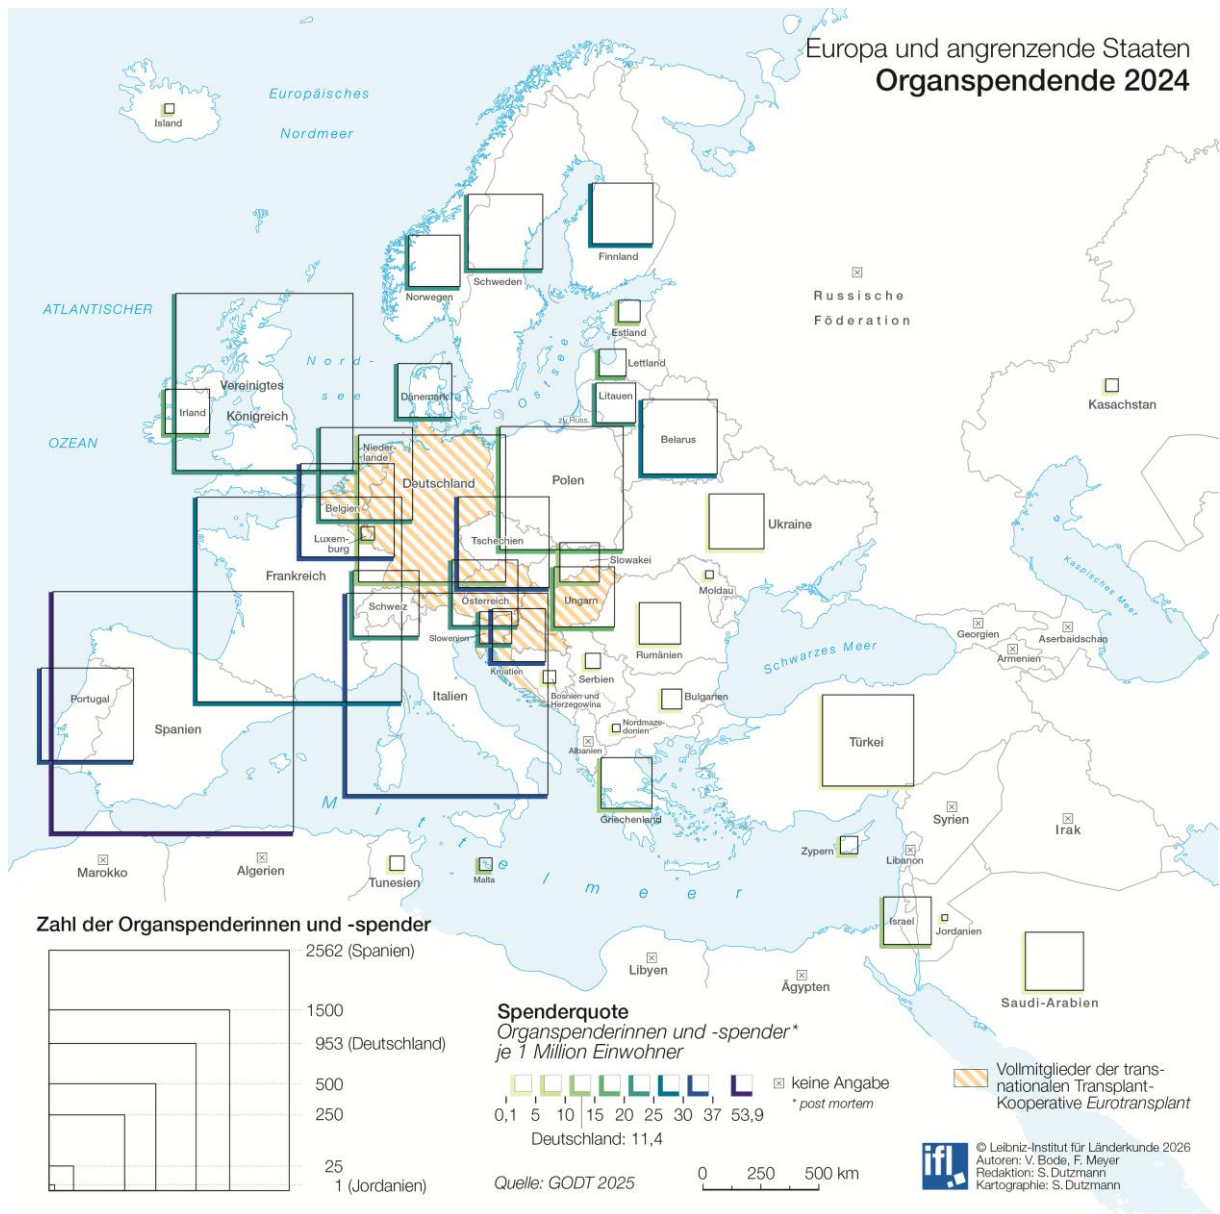 Europa und angrenzende Staaten
Organspendende 2024
Europäisches
Nordmeer
Island
Finnland
Schweden
Norwegen
Russische
Föderation
ATLANTISCHER
OZEAN
Nord-
see
Ostsee
Estland
Lettland
Litauen
zu Russ.
Dänemark
Vereinigtes
Königreich
Irland
Kasachstan
Belarus
Nieder-
lande
Deutschland
Polen
Belgien
Luxem-
burg
Tschechien
Slowakei
Ukraine
Kaspisches Meer
Frankreich
Schweiz
Österreich
Ungarn
Moldau
Slowenien
Kroatien
Rumänien
Georgien
Aserbaidschan
Armenien
Schwarzes Meer
Serbien
Bosnien und
Herzegowina
Bulgarien
Portugal
Spanien
Italien
Nordmaze-
donien
Albanien
Türkei
Griechenland
Mittelmeer
Zypern
Syrien
Irak
Libanon
Marokko
Algerien
Tunesien
Malta
Israel
Jordanien
Libyen
Ägypten
Saudi-Arabien
Zahl der Organspenderinnen und -spender
2562 (Spanien)
1500
953 (Deutschland)
500
250
25
1 (Jordanien)
Spenderquote
Organspenderinnen und -spender*
je 1 Million Einwohner
0,1 5 10 15 20 25 30 37 53,9
Deutschland: 11,4
keine Angabe
* post mortem
Quelle: GODT 2025
0 250 500 km
Vollmitglieder der trans-
nationalen Transplant-
Kooperative Eurotransplant
ifl
© Leibniz-Institut für Länderkunde 2026
Autoren: V. Bode, F. Meyer
Redaktion: S. Dutzmann
Kartographie: S. Dutzmann